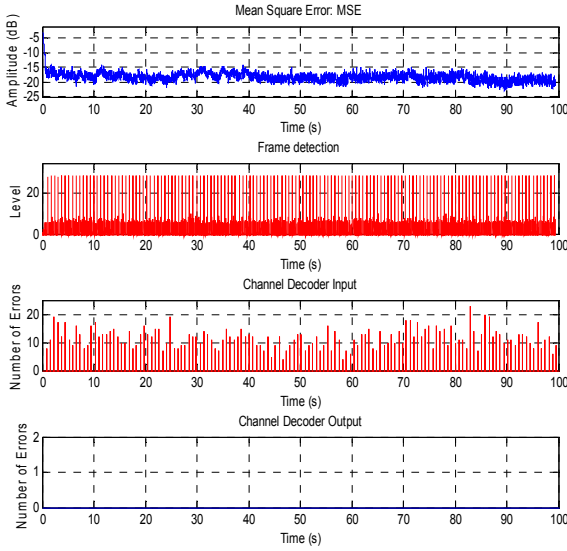 Mean Square Error: MSE
Amplitude (dB)
-5
-10
-15
-20
-25
0 10 20 30 40 50 60 70 80 90 100
Time (s)
Frame detection
Level
20
0
0 10 20 30 40 50 60 70 80 90 100
Time (s)
Channel Decoder Input
Number of Errors
20
10
0
0 10 20 30 40 50 60 70 80 90 100
Time (s)
Channel Decoder Output
Number of Errors
2
1
0
0 10 20 30 40 50 60 70 80 90 100
Time (s)